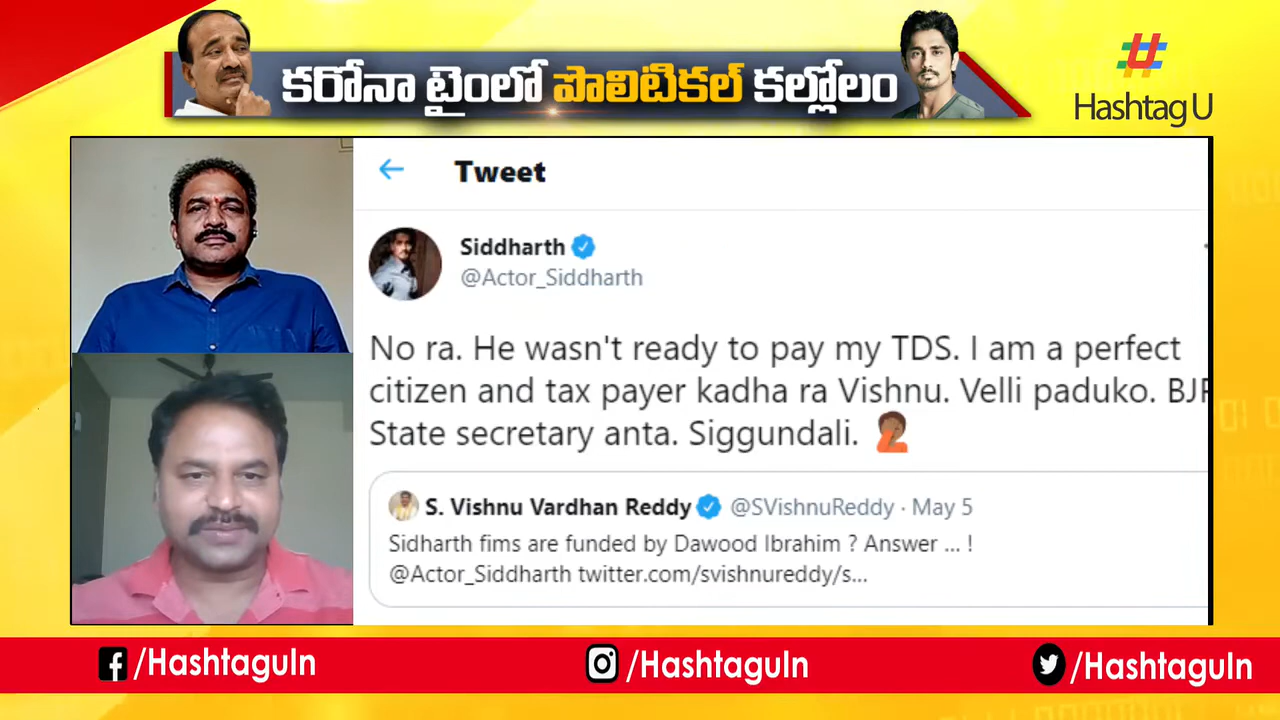 కరోనా టైంలో పొలిటికల్ కల్లోలం
HashtagU
Tweet
Siddharth
@Actor_Siddharth
No ra. He wasn't ready to pay my TDS. I am a perfect
citizen and tax payer kadha ra Vishnu. Velli paduko. BJP
State secretary anta. Siggundali.
S. Vishnu Vardhan Reddy @SVishnuReddy · May 5
Sidharth fims are funded by Dawood Ibrahim ? Answer ... !
@Actor_Siddharth twitter.com/svishnureddy/s...
/HashtaguIn
/HashtaguIn
/HashtaguIn